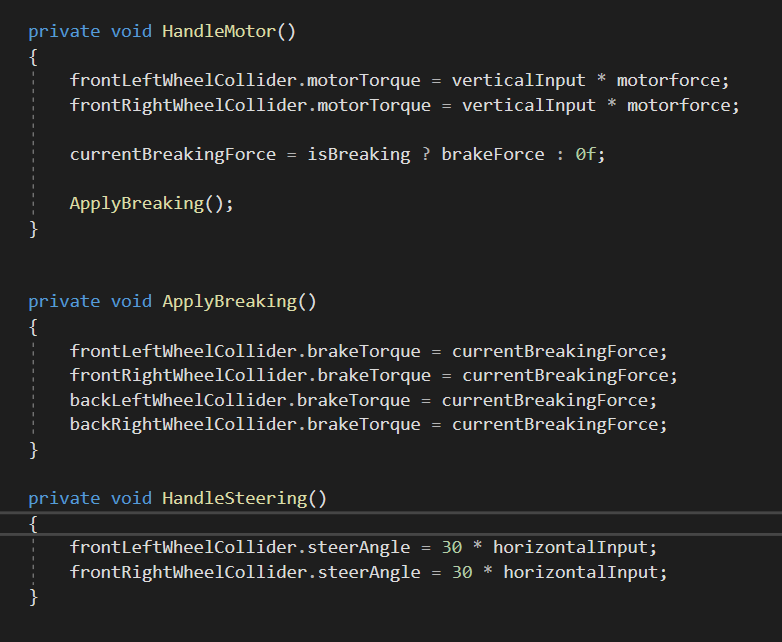 private void HandleMotor()
{
frontLeftWheelCollider.motorTorque = verticalInput * motorforce;
frontRightWheelCollider.motorTorque = verticalInput * motorforce;
currentBreakingForce = isBreaking ? brakeForce : 0f;
ApplyBreaking();
}
private void ApplyBreaking()
{
frontLeftWheelCollider.brakeTorque = currentBreakingForce;
frontRightWheelCollider.brakeTorque = currentBreakingForce;
backLeftWheelCollider.brakeTorque = currentBreakingForce;
backRightWheelCollider.brakeTorque = currentBreakingForce;
}
private void HandleSteering()
{
frontLeftWheelCollider.steerAngle = 30 * horizontalInput;
frontRightWheelCollider.steerAngle = 30 * horizontalInput;
}